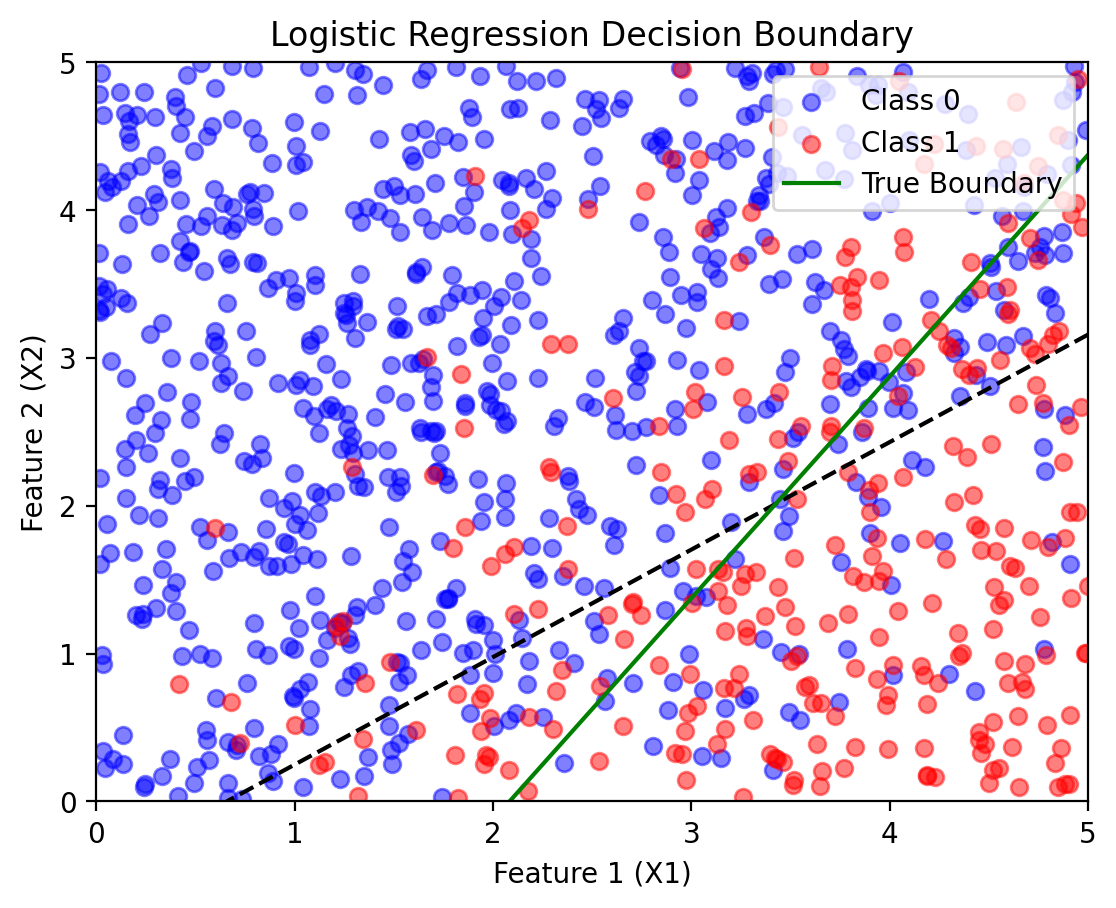 Logistic Regression Decision Boundary
5
4
3
2
1
0
Feature 2 (X2)
Class 0
Class 1
True Boundary
0 1 2 3 4 5
Feature 1 (X1)